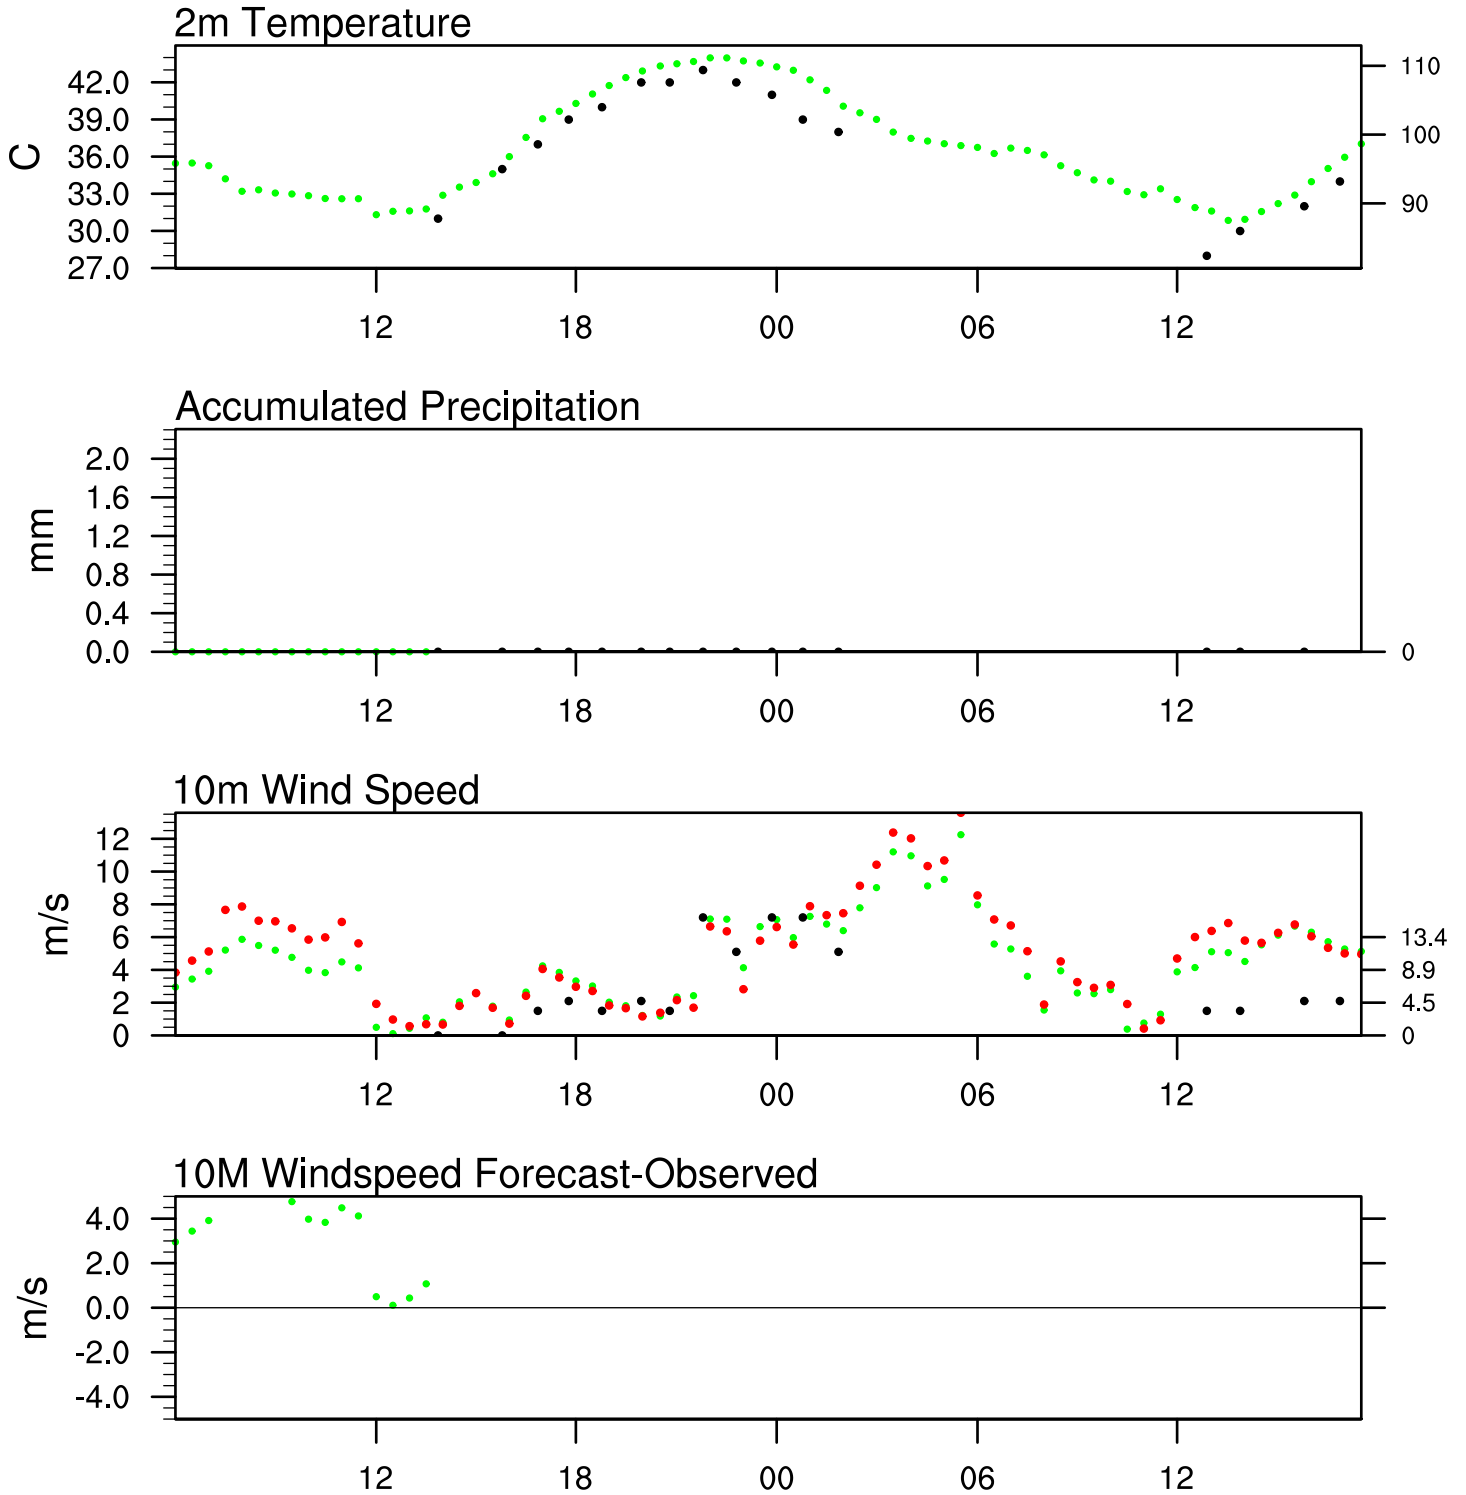 2m Temperature
42.0
39.0
36.0
33.0
30.0
27.0
C
110
100
90
12 18 00 06 12
Accumulated Precipitation
2.0
1.6
1.2
0.8
0.4
0.0
mm
0
12 18 00 06 12
10m Wind Speed
12
10
8
6
4
2
0
m/s
13.4
8.9
4.5
0
12 18 00 06 12
10M Windspeed Forecast-Observed
4.0
2.0
0.0
-2.0
-4.0
m/s
12 18 00 06 12